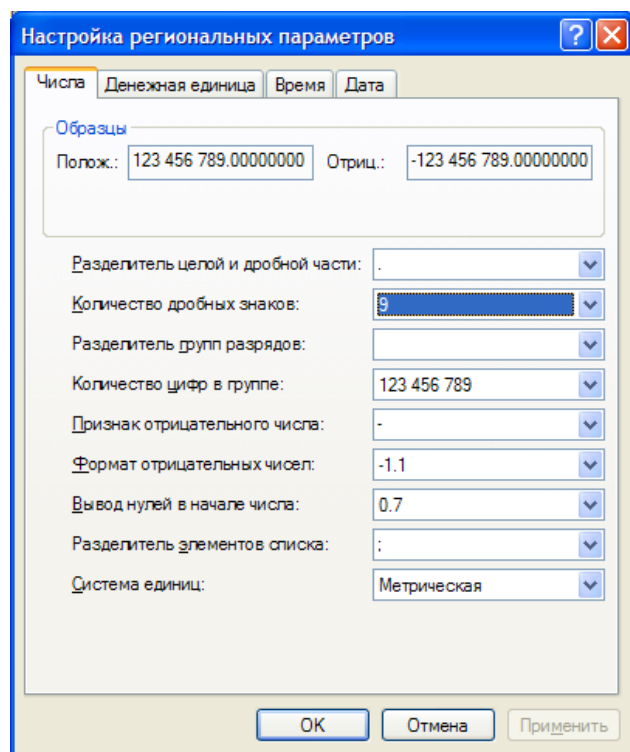 Настройка региональных параметров
Числа Денежная единица Время Дата
Образцы
Полож.: 123 456 789.00000000 Отриц.: -123 456 789.00000000
Разделитель целой и дробной части: .
Количество дробных знаков: 9
Разделитель групп разрядов:
Количество цифр в группе: 123 456 789
Признак отрицательного числа: -
Формат отрицательных чисел: -1.1
Вывод нулей в начале числа: 0.7
Разделитель элементов списка: ;
Система единиц: Метрическая
OK Отмена Применить